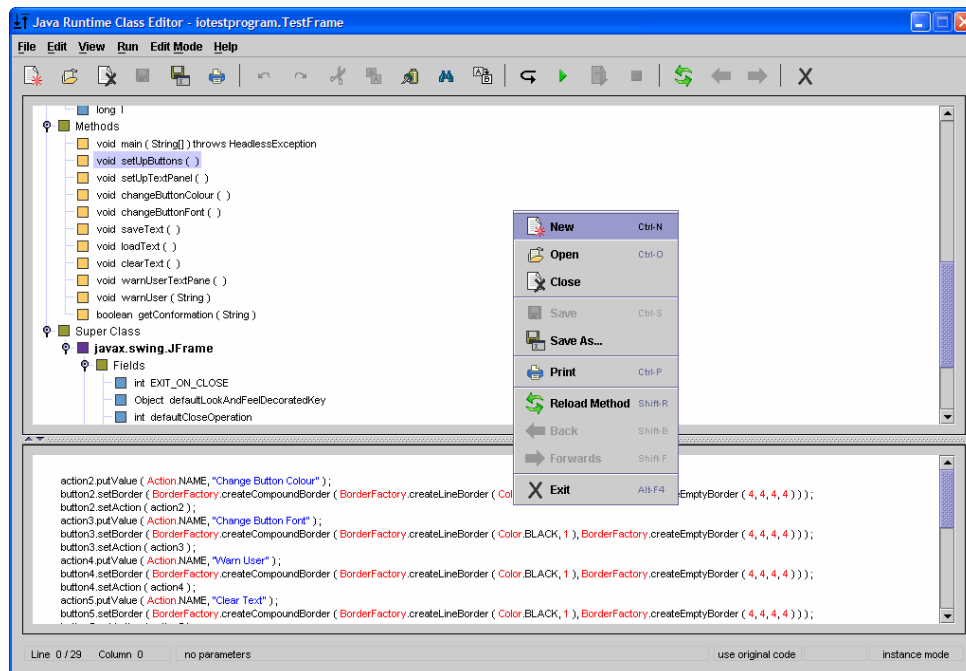 Java Runtime Class Editor - iotestprogram.TestFrame
File Edit View Run Edit Mode Help
long l
Methods
void main ( String[] ) throws HeadlessException
void setUpButtons ( )
void setUpTextPanel ( )
void changeButtonColour ( )
void changeButtonFont ( )
void saveText ( )
void loadText ( )
void clearText ( )
void warnUserTextPane ( )
void warnUser ( String )
boolean getConformation ( String )
Super Class
javax.swing.JFrame
Fields
int EXIT_ON_CLOSE
Object defaultLookAndFeelDecoratedKey
int defaultCloseOperation
New Ctrl-N
Open Ctrl-O
Close
Save Ctrl-S
Save As...
Print Ctrl-P
Reload Method Shift-R
Back Shift-B
Forwards Shift-F
Exit Alt-F4
action2.putValue ( Action.NAME, "Change Button Colour" ) ;
button2.setBorder ( BorderFactory.createCompoundBorder ( BorderFactory.createLineBorder ( Col eateEmptyBorder ( 4, 4, 4, 4 ) ) ) ;
button2.setAction ( action2 ) ;
action3.putValue ( Action.NAME, "Change Button Font" ) ;
button3.setBorder ( BorderFactory.createCompoundBorder ( BorderFactory.createLineBorder ( Color.BLACK, 1 ), BorderFactory.createEmptyBorder ( 4, 4, 4, 4 ) ) ) ;
button3.setAction ( action3 ) ;
action4.putValue ( Action.NAME, "Warn User" ) ;
button4.setBorder ( BorderFactory.createCompoundBorder ( BorderFactory.createLineBorder ( Color.BLACK, 1 ), BorderFactory.createEmptyBorder ( 4, 4, 4, 4 ) ) ) ;
button4.setAction ( action4 ) ;
action5.putValue ( Action.NAME, "Clear Text" ) ;
button5.setBorder ( BorderFactory.createCompoundBorder ( BorderFactory.createLineBorder ( Color.BLACK, 1 ), BorderFactory.createEmptyBorder ( 4, 4, 4, 4 ) ) ) ;
Line 0 / 29 Column 0 no parameters use original code instance mode